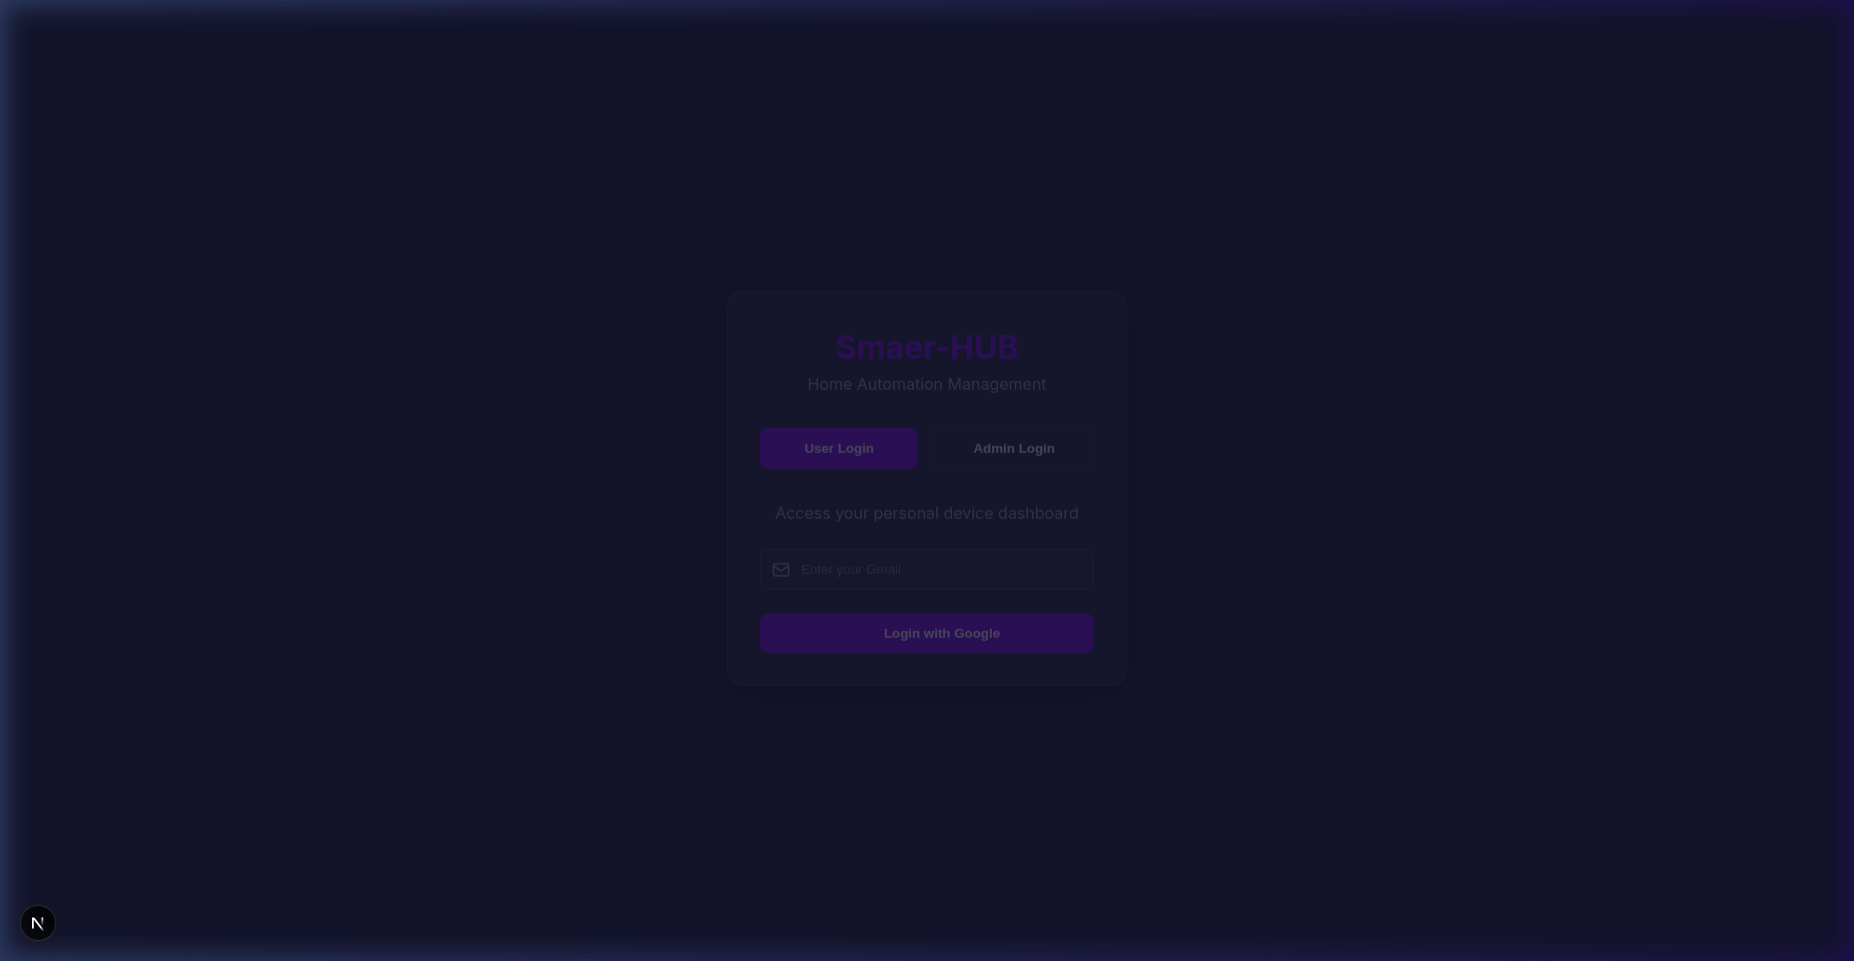 Smaer-HUB
Home Automation Management
User Login
Admin Login
Access your personal device dashboard
Enter your Gmail
Login with Google
N